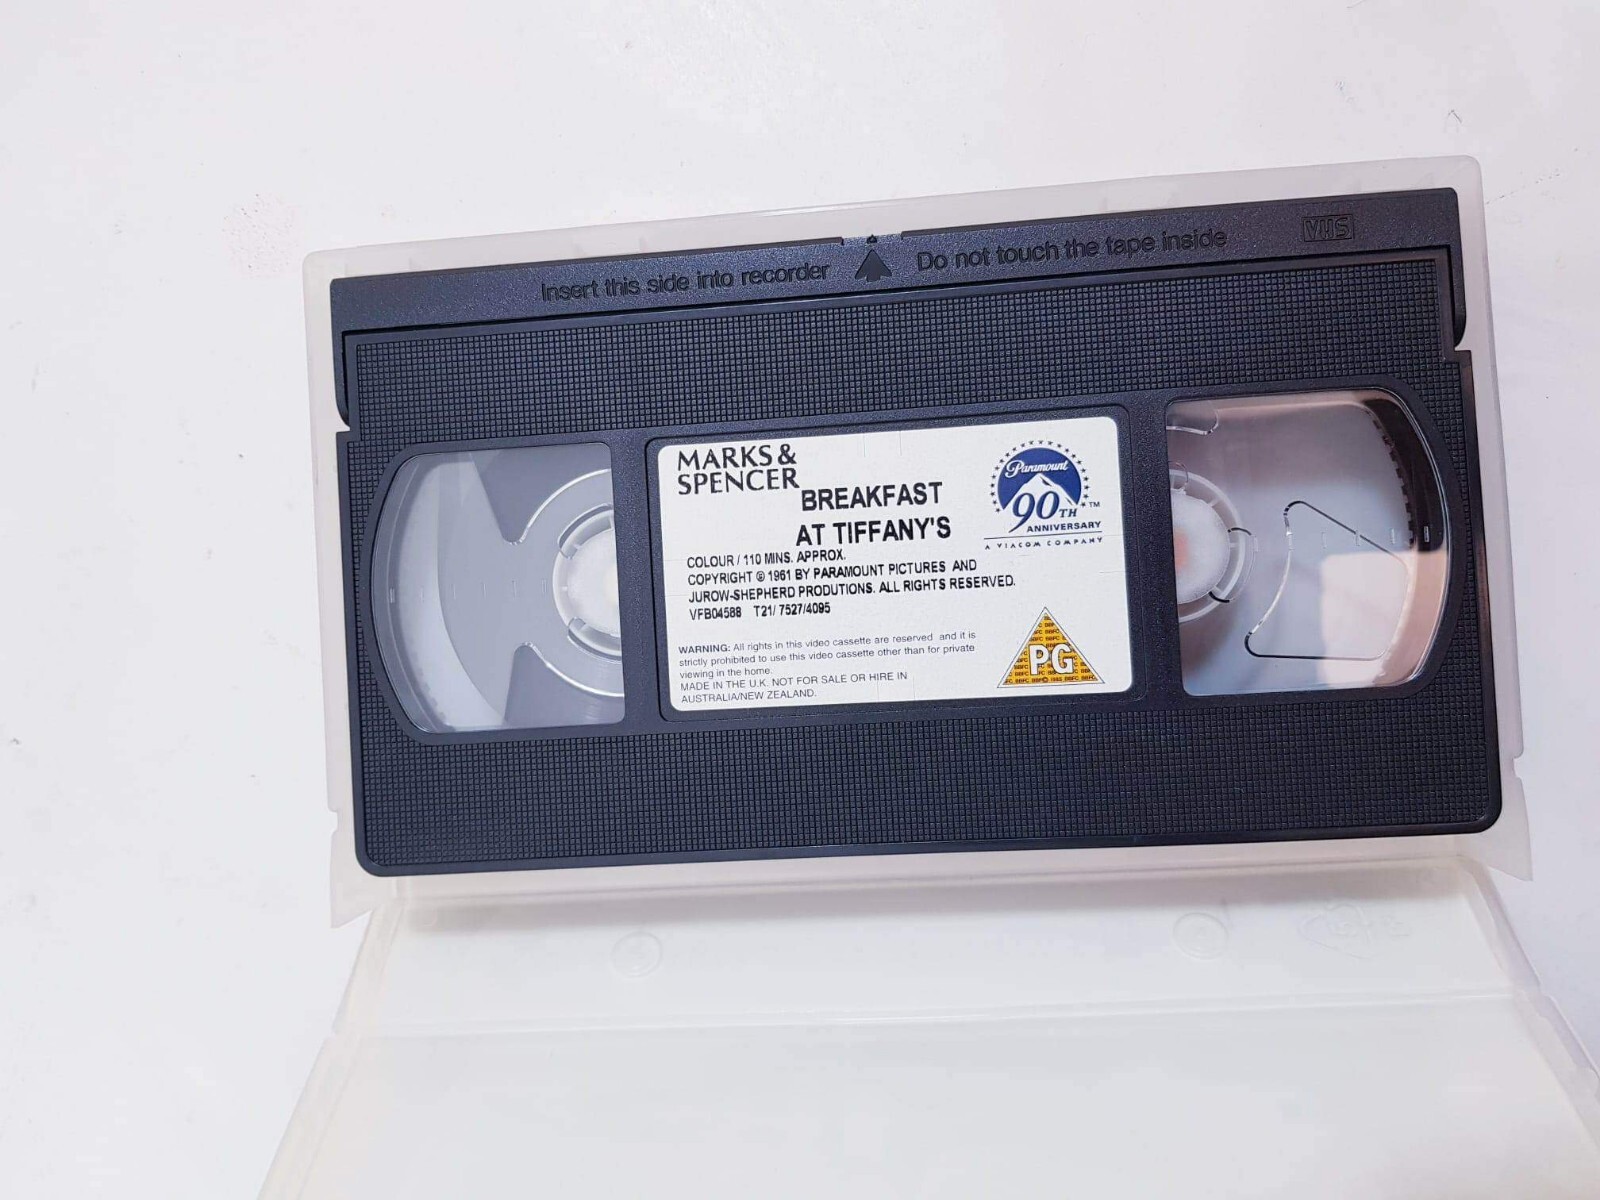 Insert this side into recorder
Do not touch the tape inside
VHS
MARKS &
SPENCER
BREAKFAST
AT TIFFANY'S
COLOUR / 110 MINS. APPROX.
COPYRIGHT © 1961 BY PARAMOUNT PICTURES AND
JUROW-SHEPHERD PRODUTIONS. ALL RIGHTS RESERVED.
VFB04588 T21/ 7527/4095
WARNING: All rights in this video cassette are reserved and it is
strictly prohibited to use this video cassette other than for private
viewing in the home.
MADE IN THE U.K. NOT FOR SALE OR HIRE IN
AUSTRALIA/NEW ZEALAND.
Paramount
90TH TM
ANNIVERSARY
A VIACOM COMPANY
PG